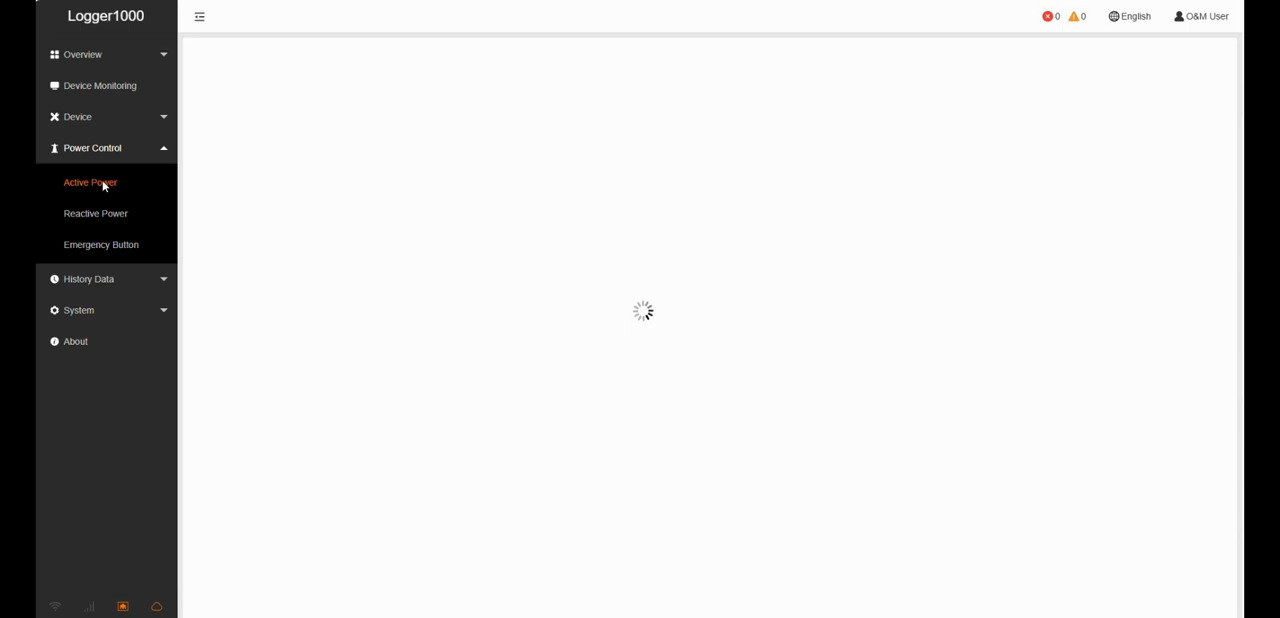 Logger1000
0 0 English O&M User
Overview
Device Monitoring
Device
Power Control
Active Power
Reactive Power
Emergency Button
History Data
System
About